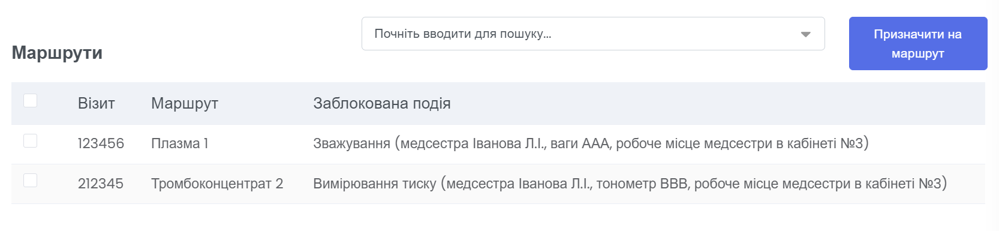 Почніть вводити для пошуку...
Призначити на
маршрут
Маршрути
Візит Маршрут Заблокована подія
123456 Плазма 1 Зважування (медсестра Іванова Л.І., ваги ААА, робоче місце медсестри в кабінеті №3)
212345 Тромбоконцентрат 2 Вимірювання тиску (медсестра Іванова Л.І., тонометр ВВВ, робоче місце медсестри в кабінеті №3)